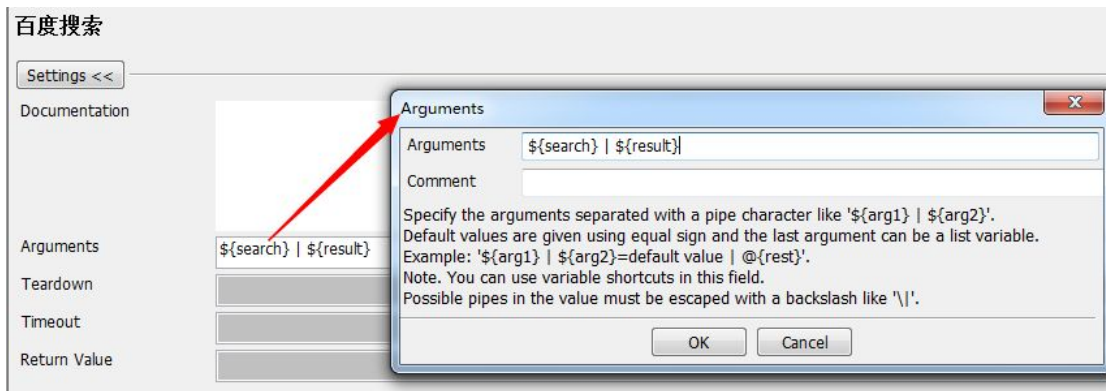 百度搜索
Settings <<
Documentation
Arguments
${search} | ${result}
Teardown
Timeout
Return Value
Arguments
Arguments
${search} | ${result}
Comment
Specify the arguments separated with a pipe character like '${arg1} | ${arg2}'.
Default values are given using equal sign and the last argument can be a list variable.
Example: '${arg1} | ${arg2}=default value | @{rest}'.
Note. You can use variable shortcuts in this field.
Possible pipes in the value must be escaped with a backslash like '\|'.
OK
Cancel